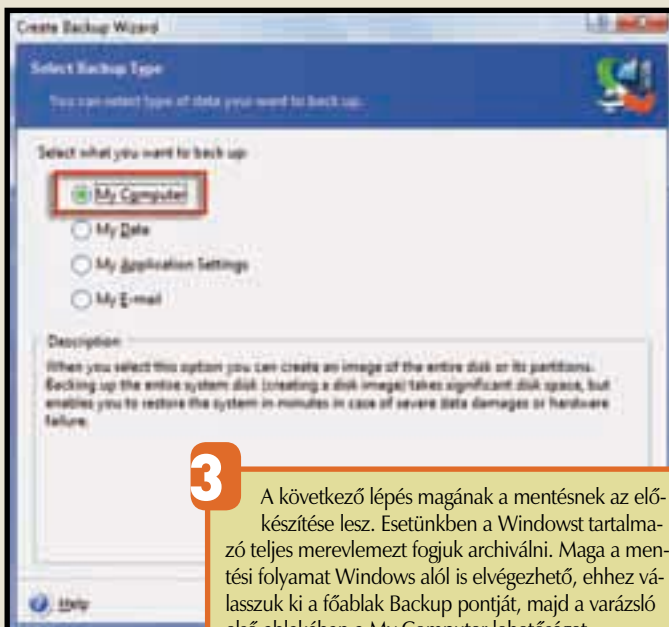 Create Backup Wizard
Select Backup Type
You can select type of data your want to back up.
Select what you want to back up:
My Computer
My Data
My Application Settings
My E-mail
Description
When you select this option you can create an image of the entire disk or its partitions.
Backing up the entire system disk (creating a disk image) takes significant disk space, but
enables you to restore the system in minutes in case of severe data damages or hardware
failure.
3
A következő lépés magának a mentésnek az elő-
készítése lesz. Esetünkben a Windowst tartalma-
zó teljes merevlemezt fogjuk archiválni. Maga a men-
tési folyamat Windows alól is elvégezhető, ehhez vá-
lasszuk ki a főablak Backup pontját, majd a varázsló
első ablakában a My Computer lehetőséget.
Help